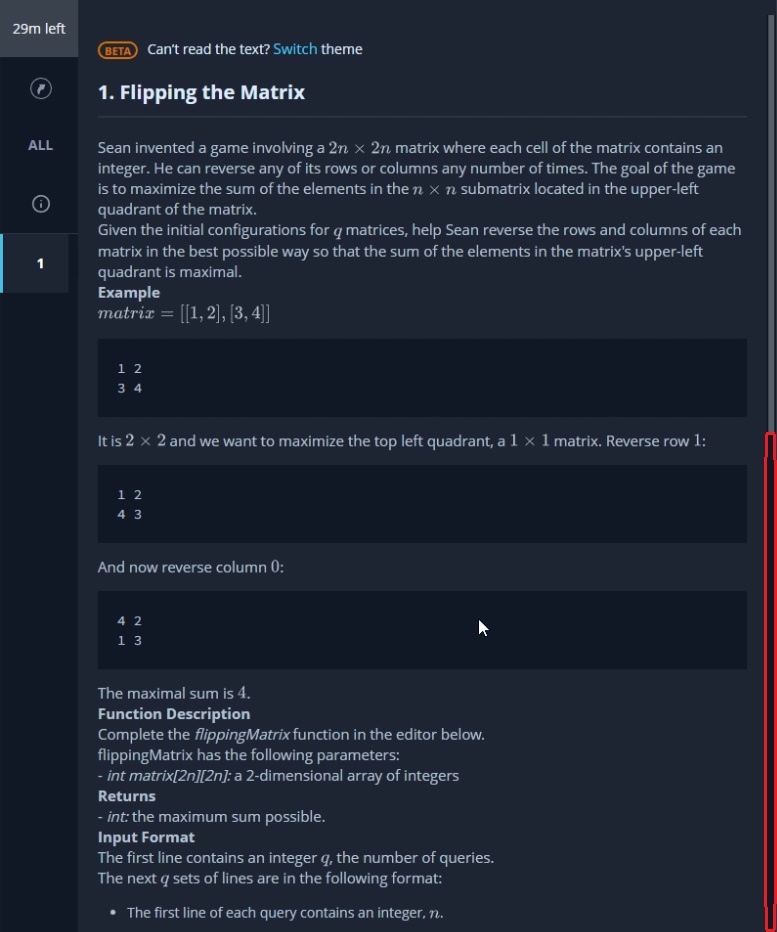 29m left
BETA Can't read the text? Switch theme
1. Flipping the Matrix
ALL
1
Sean invented a game involving a 2n × 2n matrix where each cell of the matrix contains an
integer. He can reverse any of its rows or columns any number of times. The goal of the game
is to maximize the sum of the elements in the n × n submatrix located in the upper-left
quadrant of the matrix.
Given the initial configurations for q matrices, help Sean reverse the rows and columns of each
matrix in the best possible way so that the sum of the elements in the matrix's upper-left
quadrant is maximal.
Example
matrix = [[1, 2], [3, 4]]
1 2
3 4
It is 2 × 2 and we want to maximize the top left quadrant, a 1 × 1 matrix. Reverse row 1:
1 2
4 3
And now reverse column 0:
4 2
1 3
The maximal sum is 4.
Function Description
Complete the flippingMatrix function in the editor below.
flippingMatrix has the following parameters:
- int matrix[2n][2n]: a 2-dimensional array of integers
Returns
- int: the maximum sum possible.
Input Format
The first line contains an integer q, the number of queries.
The next q sets of lines are in the following format:
• The first line of each query contains an integer, n.